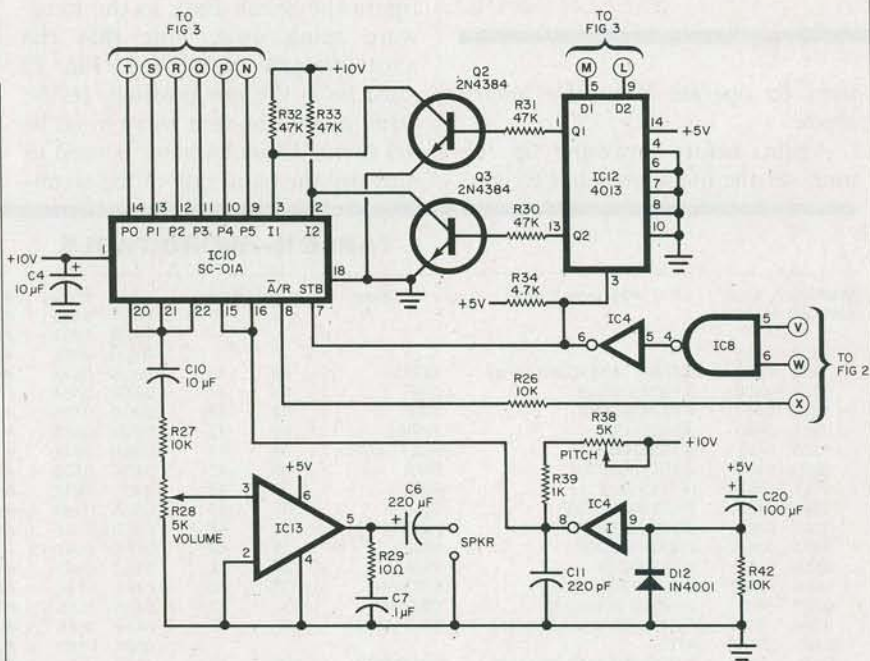 TO
FIG 3
T S R Q P N
+10V
R32
47K
R33
47K
Q2
2N4384
R31
47K
Q3
2N4384
R30
47K
TO
FIG 3
M L
5 9
D1 D2
1 Q1
14
+5V
4
6
7
8
10
IC12
4013
13 Q2
3
14 13 12 11 10 9 3 2
P0 P1 P2 P3 P4 P5 I1 I2
+10V
C4
10µF
IC10
SC-01A
18
A/R STB
20 21 22 15 16 8 7
R34
4.7K
+5V
6 IC4 5 4 IC8 5 V
6 W
TO
FIG 2
R26
10K
X
C10
10 µF
R27
10K
R28
5K
VOLUME
+5V
3 6
IC13
5
2 4
C6
220 µF
R29
10Ω
C7
.1µF
SPKR
R38
5K
PITCH
+10V
R39
1K
IC4
8 I 9
C11
220 pF
D12
1N4001
+5V
C20
100µF
R42
10K